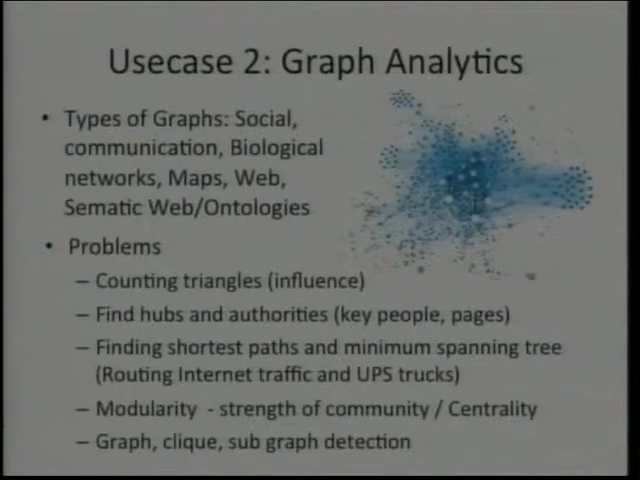 Usecase 2: Graph Analytics
• Types of Graphs: Social,
communication, Biological
networks, Maps, Web,
Sematic Web/Ontologies
• Problems
– Counting triangles (influence)
– Find hubs and authorities (key people, pages)
– Finding shortest paths and minimum spanning tree
(Routing Internet traffic and UPS trucks)
– Modularity - strength of community / Centrality
– Graph, clique, sub graph detection